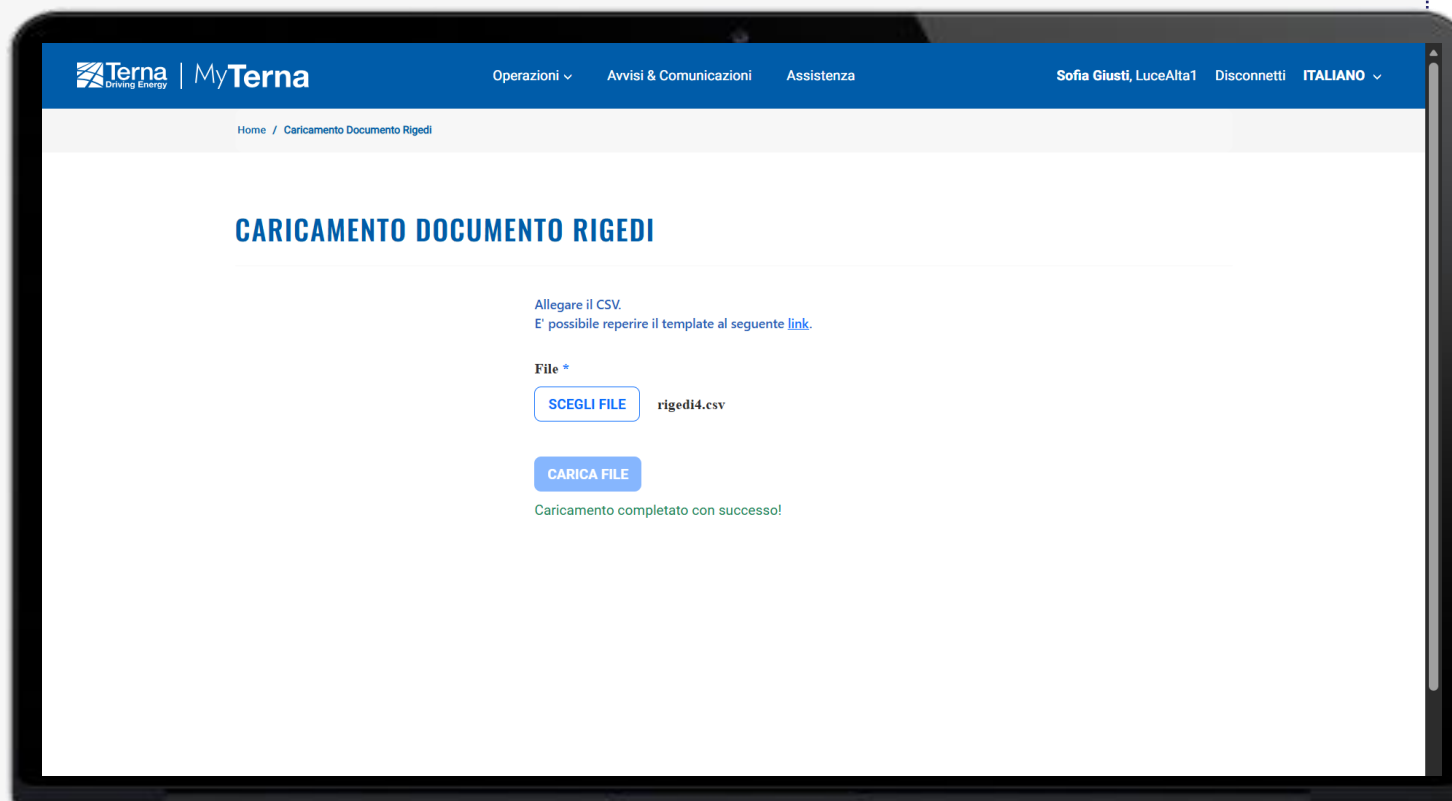 Terna
Driving Energy
MyTerna
Operazioni
Avvisi & Comunicazioni
Assistenza
Sofia Giusti, LuceAlta1
Disconnetti
ITALIANO
Home / Caricamento Documento Rigedi
CARICAMENTO DOCUMENTO RIGEDI
Allegare il CSV.
E' possibile reperire il template al seguente link.
File *
SCEGLI FILE
rigedi4.csv
CARICA FILE
Caricamento completato con successo!